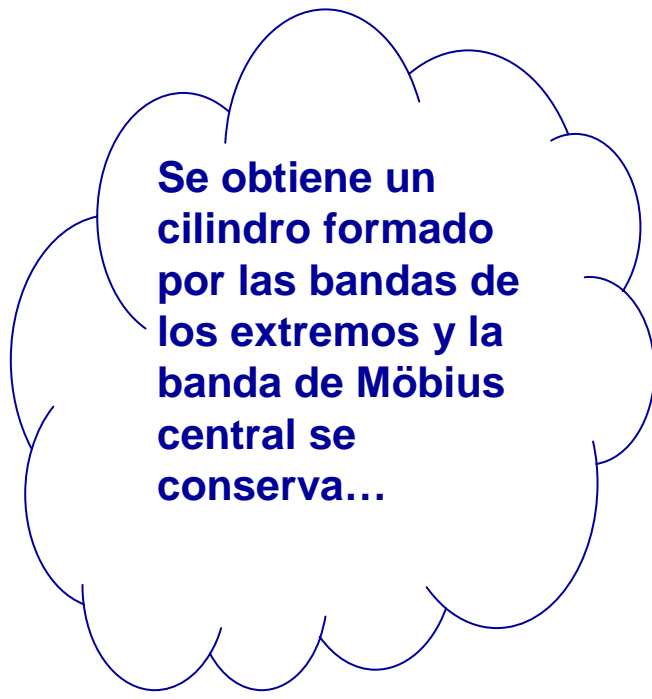 Se obtiene un
cilindro formado
por las bandas de
los extremos y la
banda de Möbius
central se
conserva…